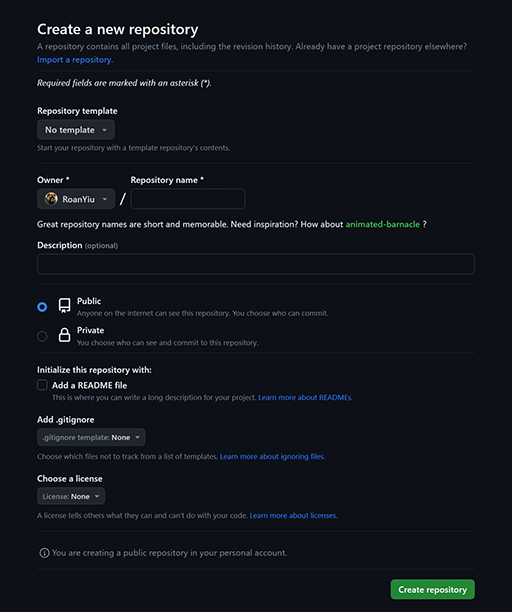 Create a new repository
A repository contains all project files, including the revision history. Already have a project repository elsewhere?
Import a repository.
Required fields are marked with an asterisk (*).
Repository template
No template
Start your repository with a template repository's contents.
Owner * Repository name *
RoanYiu /
Great repository names are short and memorable. Need inspiration? How about animated-barnacle ?
Description (optional)
Public
Anyone on the internet can see this repository. You choose who can commit.
Private
You choose who can see and commit to this repository.
Initialize this repository with:
Add a README file
This is where you can write a long description for your project. Learn more about READMEs.
Add .gitignore
.gitignore template: None
Choose which files not to track from a list of templates. Learn more about ignoring files.
Choose a license
License: None
A license tells others what they can and can't do with your code. Learn more about licenses.
You are creating a public repository in your personal account.
Create repository